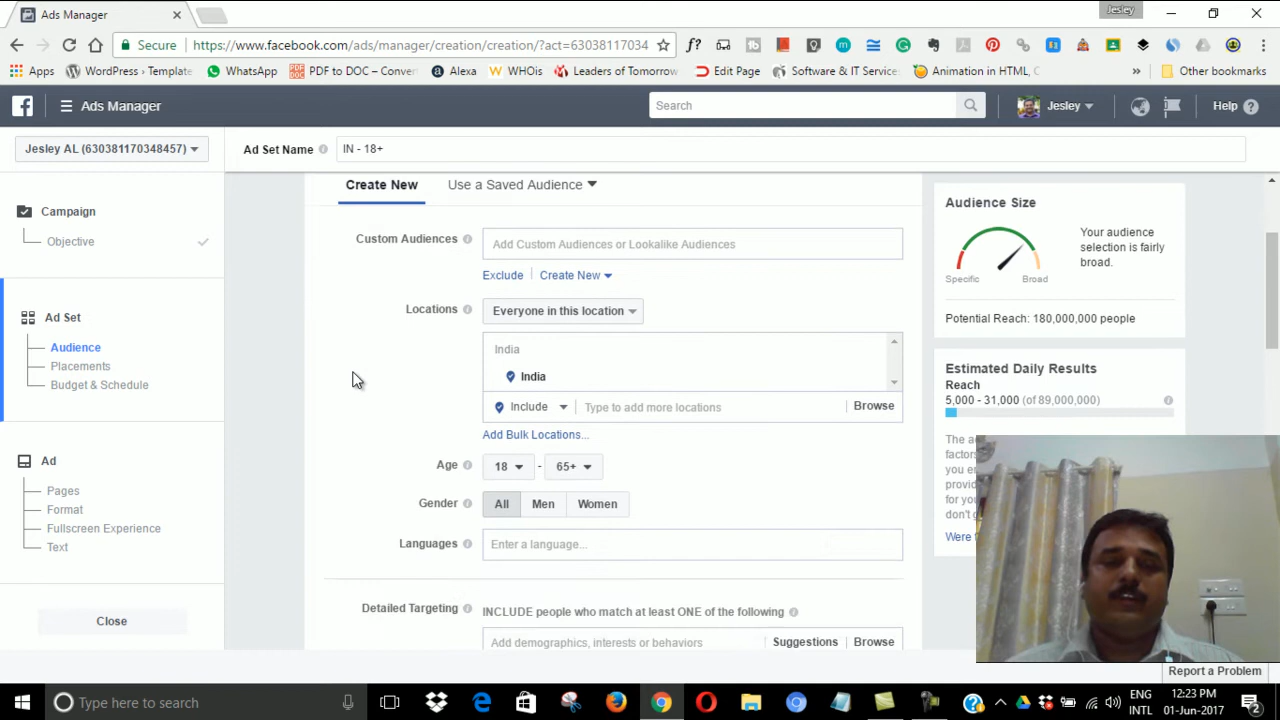 Ads Manager
Jesley
Secure
https://www.facebook.com/ads/manager/creation/creation/?act=63038117034
f?
Apps
WordPress › Template
WhatsApp
PDF to DOC – Conver
Alexa
WHOis
Leaders of Tomorrow
Edit Page
Software & IT Service
Animation in HTML, C
»
Other bookmarks
Ads Manager
Search
Jesley
Help
Jesley AL (630381170348457)
Ad Set Name
IN - 18+
Campaign
Objective
Ad Set
Audience
Placements
Budget & Schedule
Ad
Pages
Format
Fullscreen Experience
Text
Close
Create New
Use a Saved Audience
Custom Audiences
Add Custom Audiences or Lookalike Audiences
Exclude
Create New
Locations
Everyone in this location
India
India
Include
Type to add more locations
Browse
Add Bulk Locations...
Age
18 - 65+
Gender
All
Men
Women
Languages
Enter a language...
Detailed Targeting
INCLUDE people who match at least ONE of the following
Add demographics, interests or behaviors
Suggestions
Browse
Audience Size
Specific
Broad
Your audience
selection is fairly
broad.
Potential Reach: 180,000,000 people
Estimated Daily Results
Reach
5,000 - 31,000 (of 89,000,000)
The a
factors
you en
provid
for you
don't g
Were t
Report a Problem
Type here to search
ENG
INTL
12:23 PM
01-Jun-2017
2